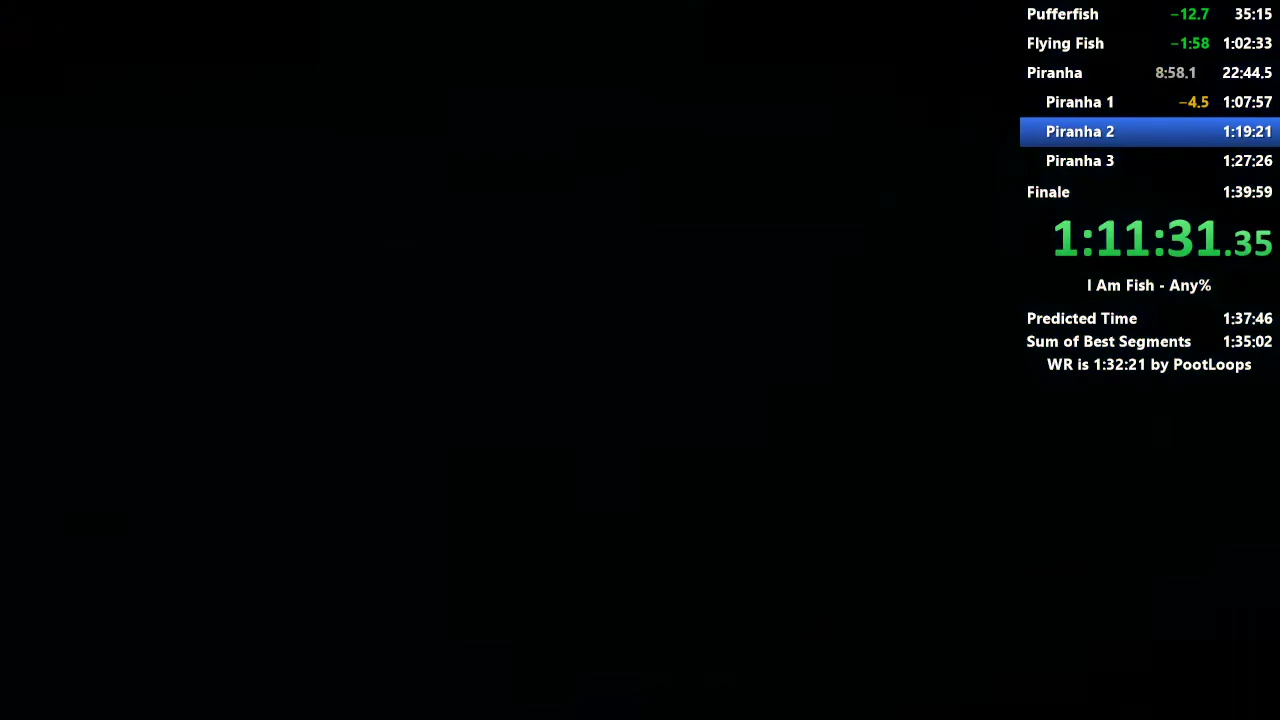 Pufferfish −12.7 35:15
Flying Fish −1:58 1:02:33
Piranha 8:58.1 22:44.5
Piranha 1 −4.5 1:07:57
Piranha 2 1:19:21
Piranha 3 1:27:26
Finale 1:39:59
1:11:31.35
I Am Fish - Any%
Predicted Time 1:37:46
Sum of Best Segments 1:35:02
WR is 1:32:21 by PootLoops